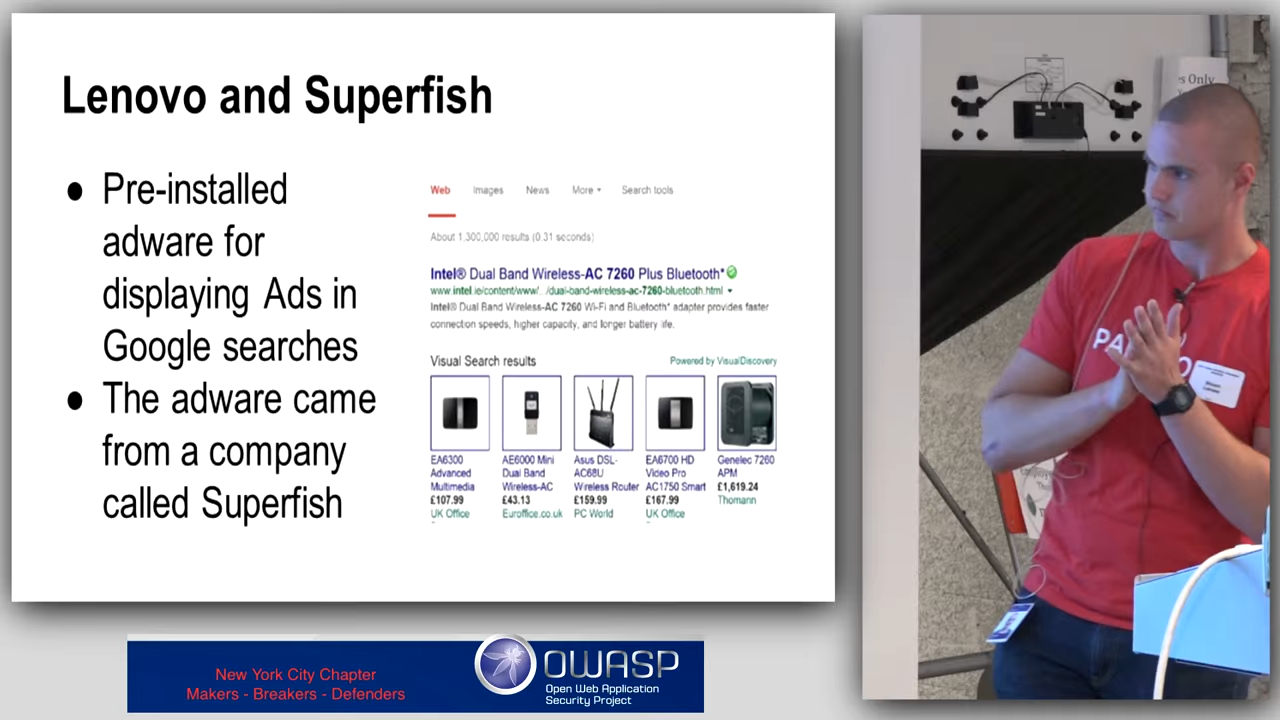 Lenovo and Superfish
● Pre-installed
adware for
displaying Ads in
Google searches
● The adware came
from a company
called Superfish
Web Images News More Search tools
About 1,300,000 results (0.31 seconds)
Intel® Dual Band Wireless-AC 7260 Plus Bluetooth*
www.intel.ie/content/www/.../dual-band-wireless-ac-7260-bluetooth.html
Intel® Dual Band Wireless-AC 7260 Wi-Fi and Bluetooth* adapter provides faster
connection speeds, higher capacity, and longer battery life.
Visual Search results Powered by VisualDiscovery
EA6300
Advanced
Multimedia
£107.99
UK Office
AE6000 Mini
Dual Band
Wireless-AC
£43.13
Euroffice.co.uk
Asus DSL-
AC68U
Wireless Router
£159.99
PC World
EA6700 HD
Video Pro
AC1750 Smart
£167.99
UK Office
Genelec 7260
APM
£1,619.24
Thomann
New York City Chapter
Makers - Breakers - Defenders
OWASP
Open Web Application
Security Project
Only